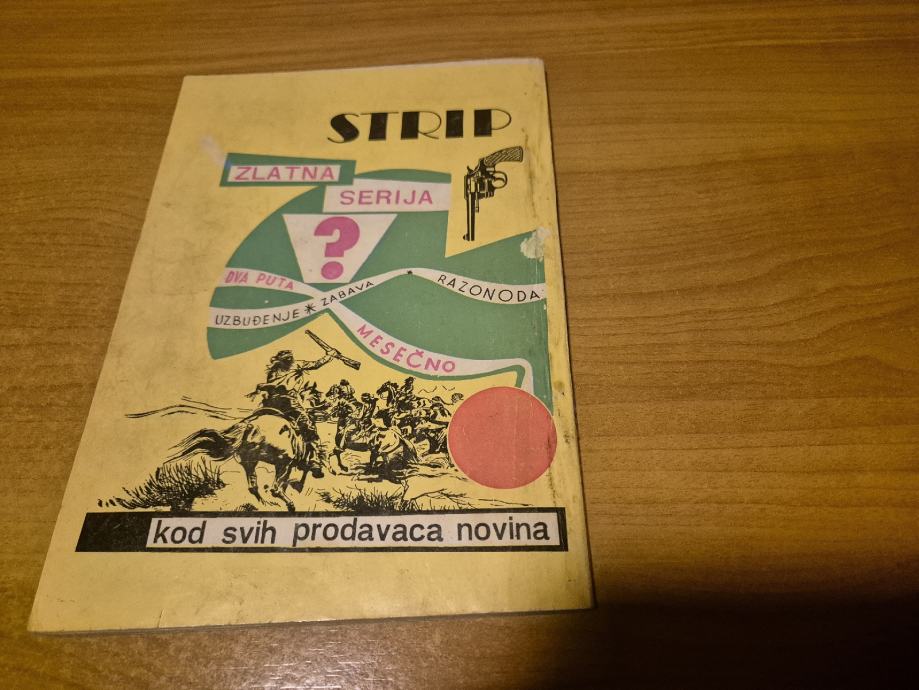 STRIP
ZLATNA
SERIJA
?
DVA PUTA
UZBUĐENJE * ZABAVA * RAZONODA
MESEČNO
kod svih prodavaca novina